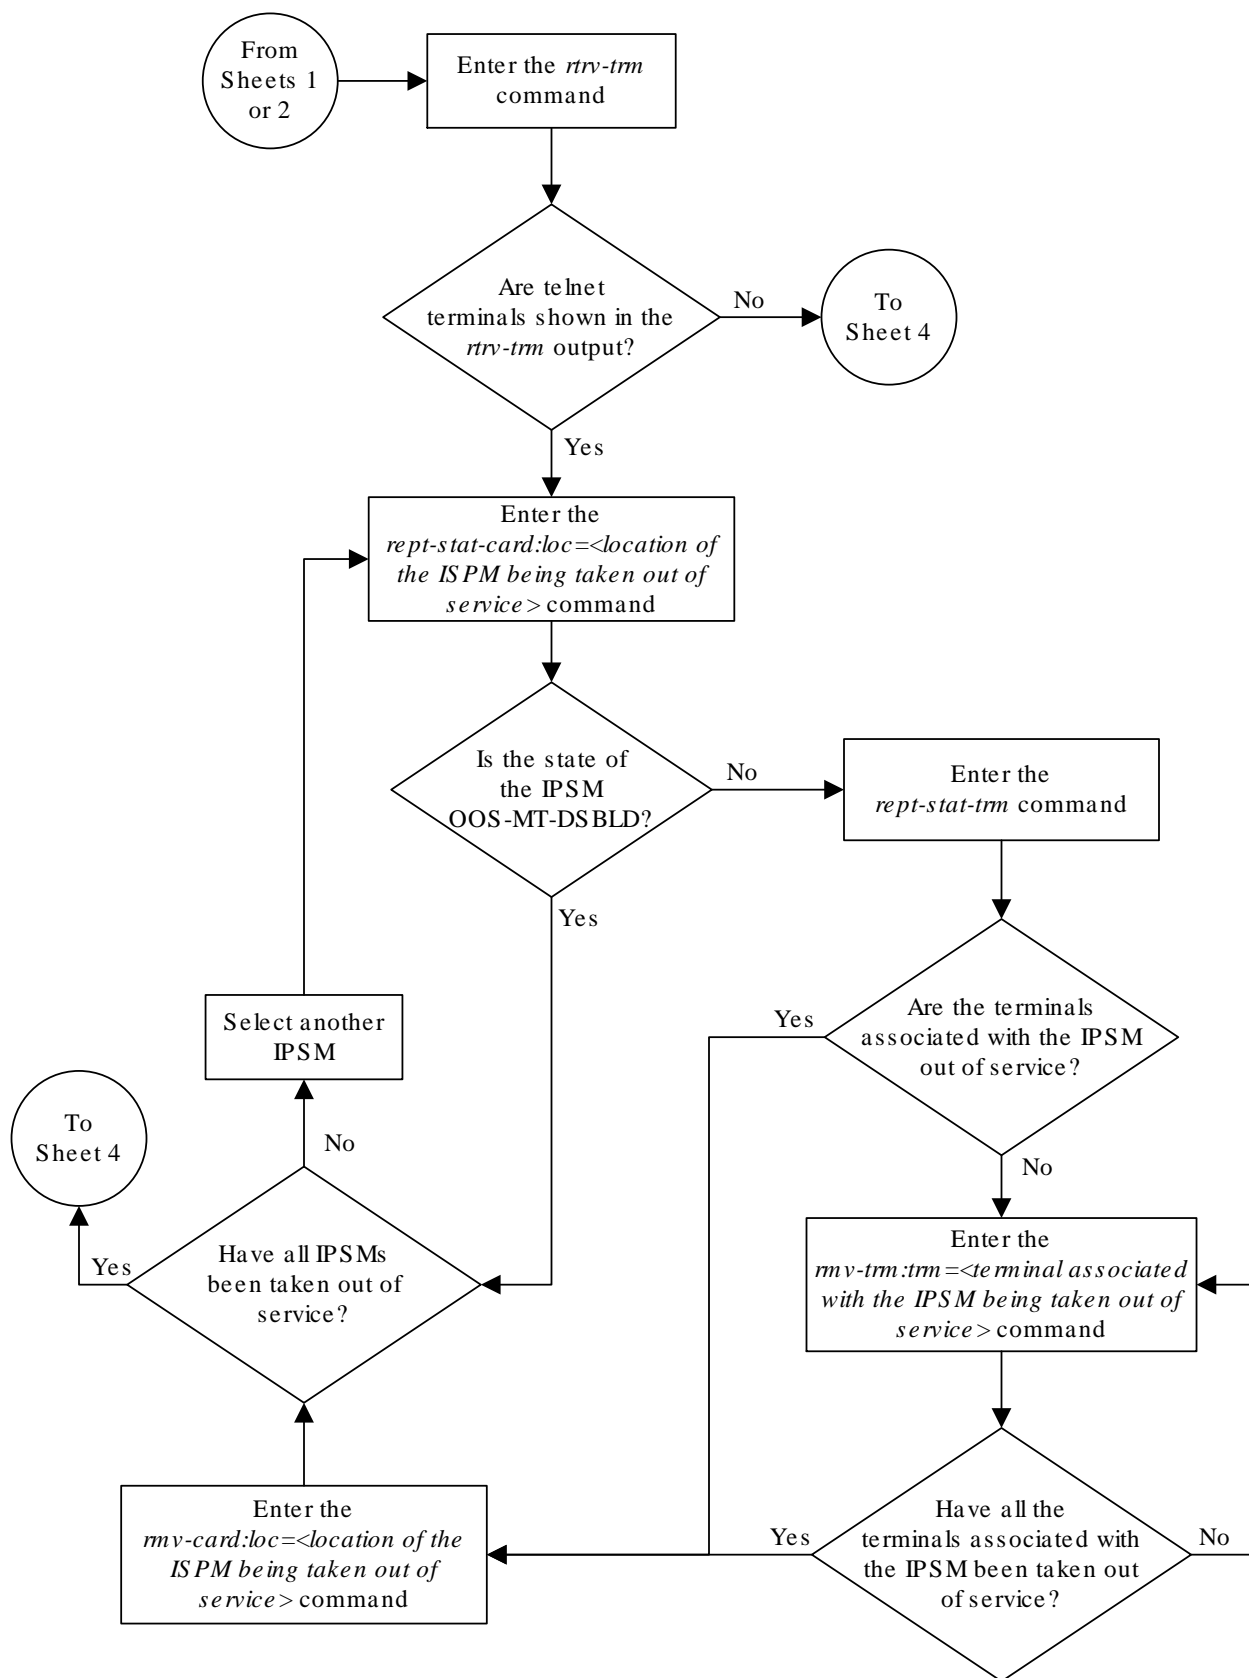 From
Sheets 1
or 2
Enter the rtrv-trm
command
Are telnet
terminals shown in the
rtrv-trm output?
No
To
Sheet 4
Yes
Enter the
rept-stat-card:loc=<location of
the ISPM being taken out of
service> command
Is the state of
the IPSM
OOS-MT-DSBLD?
No
Enter the
rept-stat-trm command
Yes
Are the terminals
associated with the IPSM
out of service?
Yes
No
Select another
IPSM
To
Sheet 4
No
Have all IPSMs
been taken out of
service?
Yes
Enter the
rmv-trm:trm=<terminal associated
with the IPSM being taken out of
service> command
Enter the
rmv-card:loc=<location of the
ISPM being taken out of
service> command
Yes
Have all the
terminals associated with
the IPSM been taken out
of service?
No